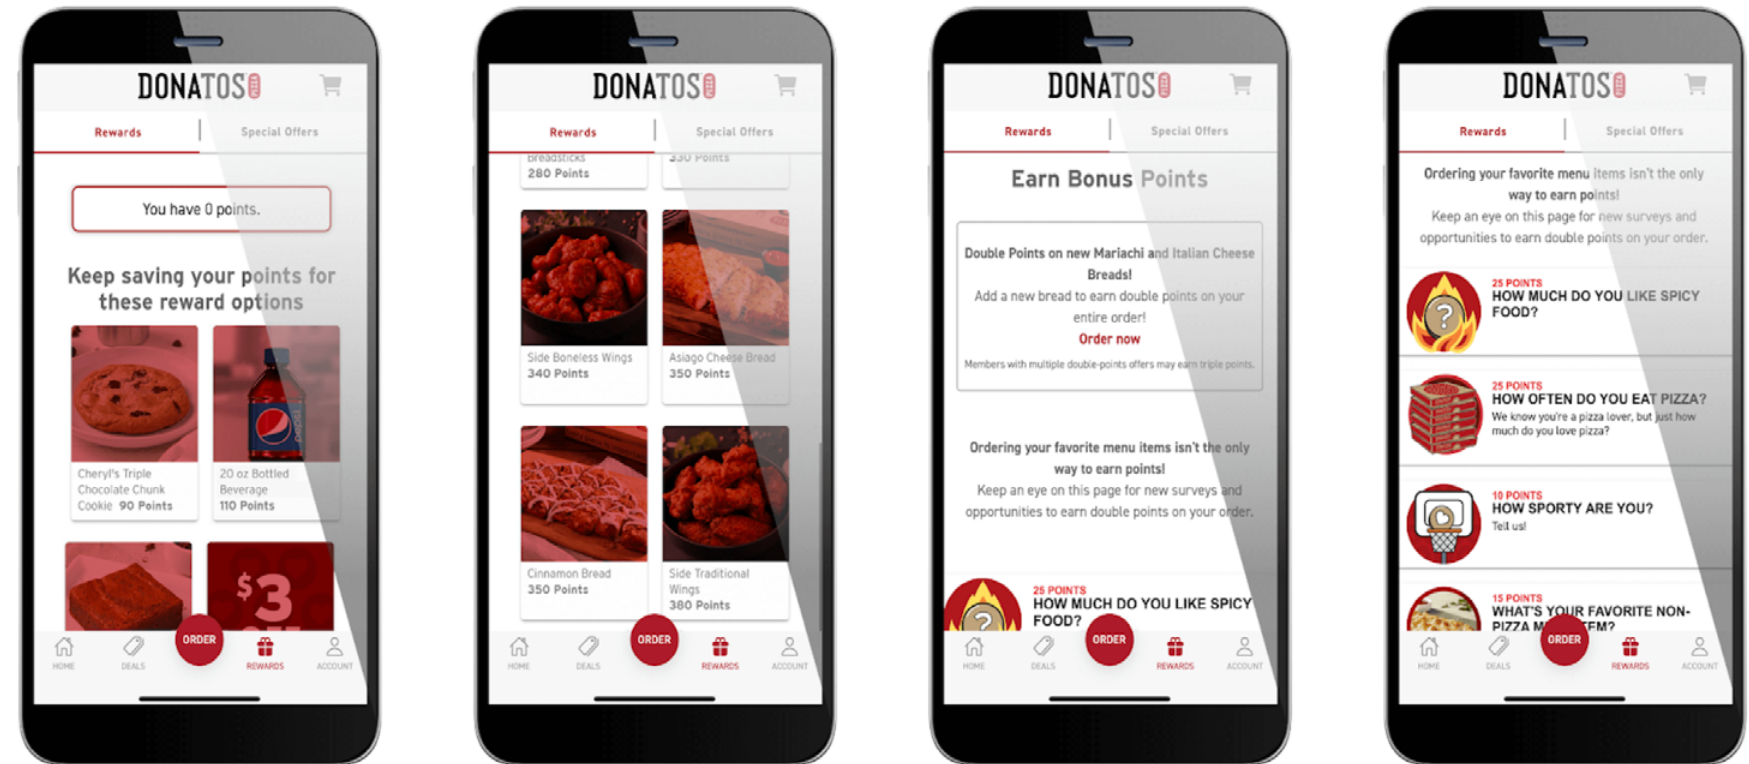 DONATOS PIZZA
Rewards
Special Offers
You have 0 points.
Keep saving your points for
these reward options
Cheryl's Triple
Chocolate Chunk
Cookie 90 Points
20 oz Bottled
Beverage
110 Points
pepsi
$3
HOME
DEALS
ORDER
REWARDS
ACCOUNT
DONATOS PIZZA
Rewards
Special Offers
Breadsticks
280 Points
330 Points
Side Boneless Wings
340 Points
Asiago Cheese Bread
350 Points
Cinnamon Bread
350 Points
Side Traditional
Wings
380 Points
HOME
DEALS
ORDER
REWARDS
ACCOUNT
DONATOS PIZZA
Rewards
Special Offers
Earn Bonus Points
Double Points on new Mariachi and Italian Cheese
Breads!
Add a new bread to earn double points on your
entire order!
Order now
Members with multiple double-points offers may earn triple points.
Ordering your favorite menu items isn't the only
way to earn points!
Keep an eye on this page for new surveys and
opportunities to earn double points on your order.
?
25 POINTS
HOW MUCH DO YOU LIKE SPICY
FOOD?
HOME
DEALS
ORDER
REWARDS
ACCOUNT
DONATOS PIZZA
Rewards
Special Offers
Ordering your favorite menu items isn't the only
way to earn points!
Keep an eye on this page for new surveys and
opportunities to earn double points on your order.
?
25 POINTS
HOW MUCH DO YOU LIKE SPICY
FOOD?
25 POINTS
HOW OFTEN DO YOU EAT PIZZA?
We know you're a pizza lover, but just how
much do you love pizza?
10 POINTS
HOW SPORTY ARE YOU?
Tell us!
15 POINTS
WHAT'S YOUR FAVORITE NON-
PIZZA
HOME
DEALS
ORDER
REWARDS
ACCOUNT